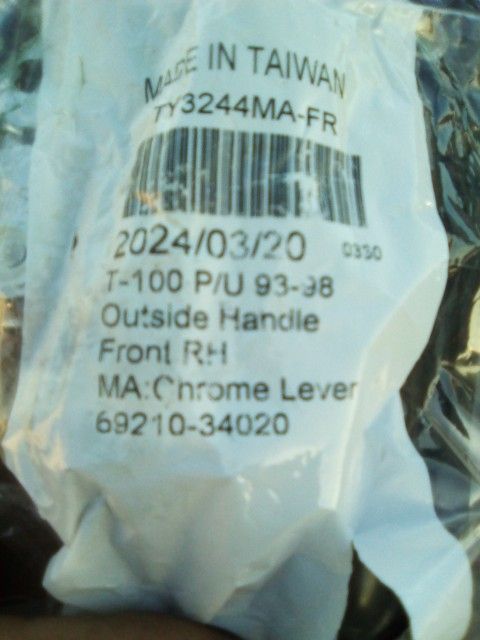 MADE IN TAIWAN
TY3244MA-FR
2024/03/20 0330
T-100 P/U 93-98
Outside Handle
Front RH
MA:Chrome Lever
69210-34020